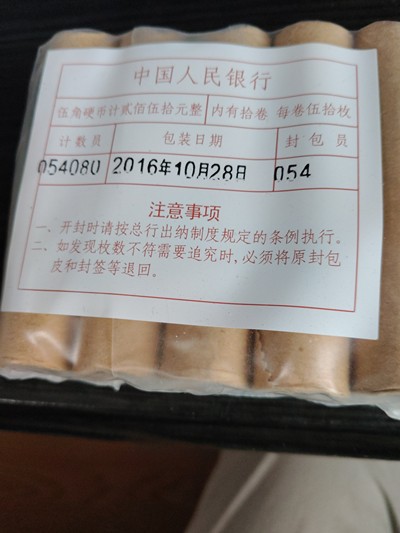 中国人民银行
伍角硬币计贰佰伍拾元整 内有拾卷 每卷伍拾枚
计数员 包装日期 封包员
054080 2016年10月28日 054
注意事项
一、开封时请按总行出纳制度规定的条例执行。
二、如发现枚数不符需要追究时,必须将原封包
皮和封签等退回。